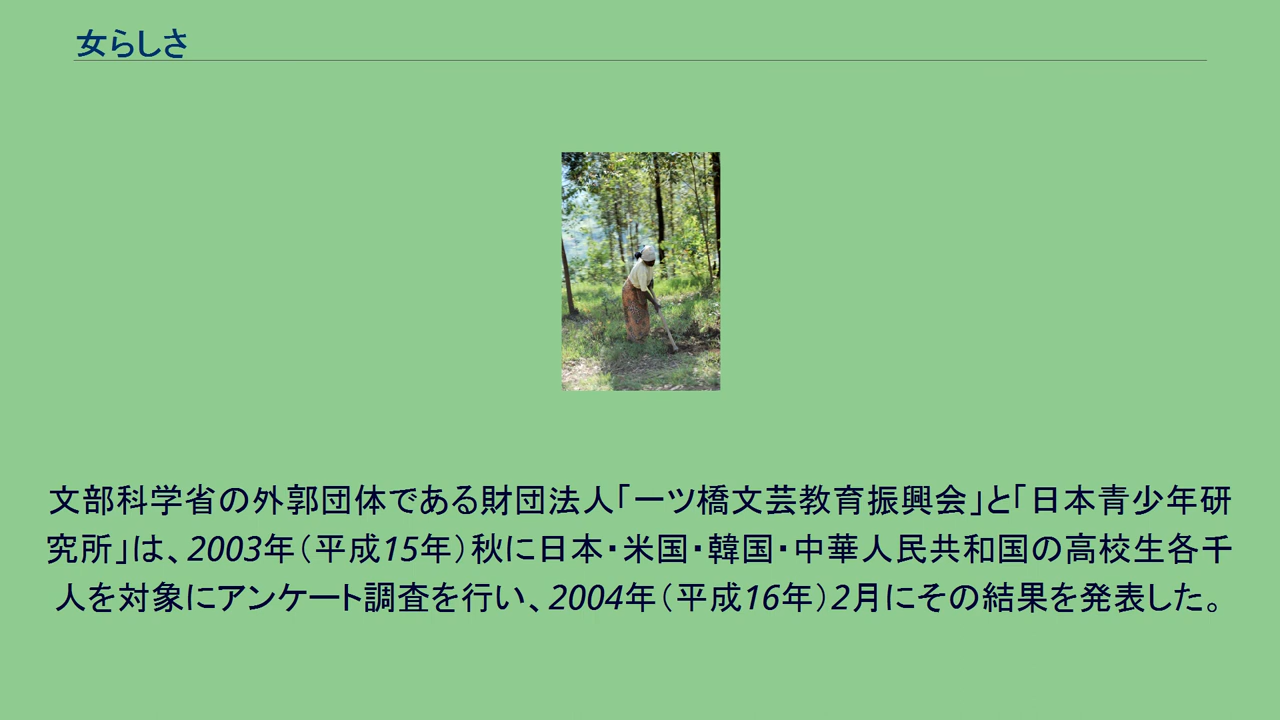 女らしさ
文部科学省の外郭団体である財団法人「一ツ橋文芸教育振興会」と「日本青少年研
究所」は、2003年（平成15年）秋に日本・米国・韓国・中華人民共和国の高校生各千
人を対象にアンケート調査を行い、2004年（平成16年）2月にその結果を発表した。